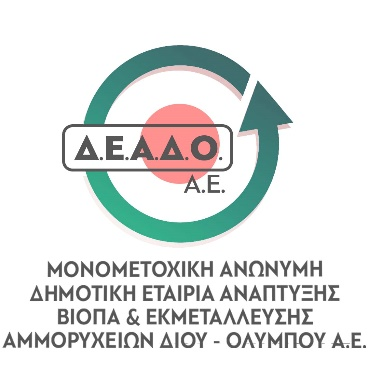 Δ.Ε.Α.Δ.Ο.
Α.Ε.
ΜΟΝΟΜΕΤΟΧΙΚΗ ΑΝΩΝΥΜΗ
ΔΗΜΟΤΙΚΗ ΕΤΑΙΡΙΑ ΑΝΑΠΤΥΞΗΣ
ΒΙΟΠΑ & ΕΚΜΕΤΑΛΛΕΥΣΗΣ
ΑΜΜΟΡΥΧΕΙΩΝ ΔΙΟΥ - ΟΛΥΜΠΟΥ Α.Ε.